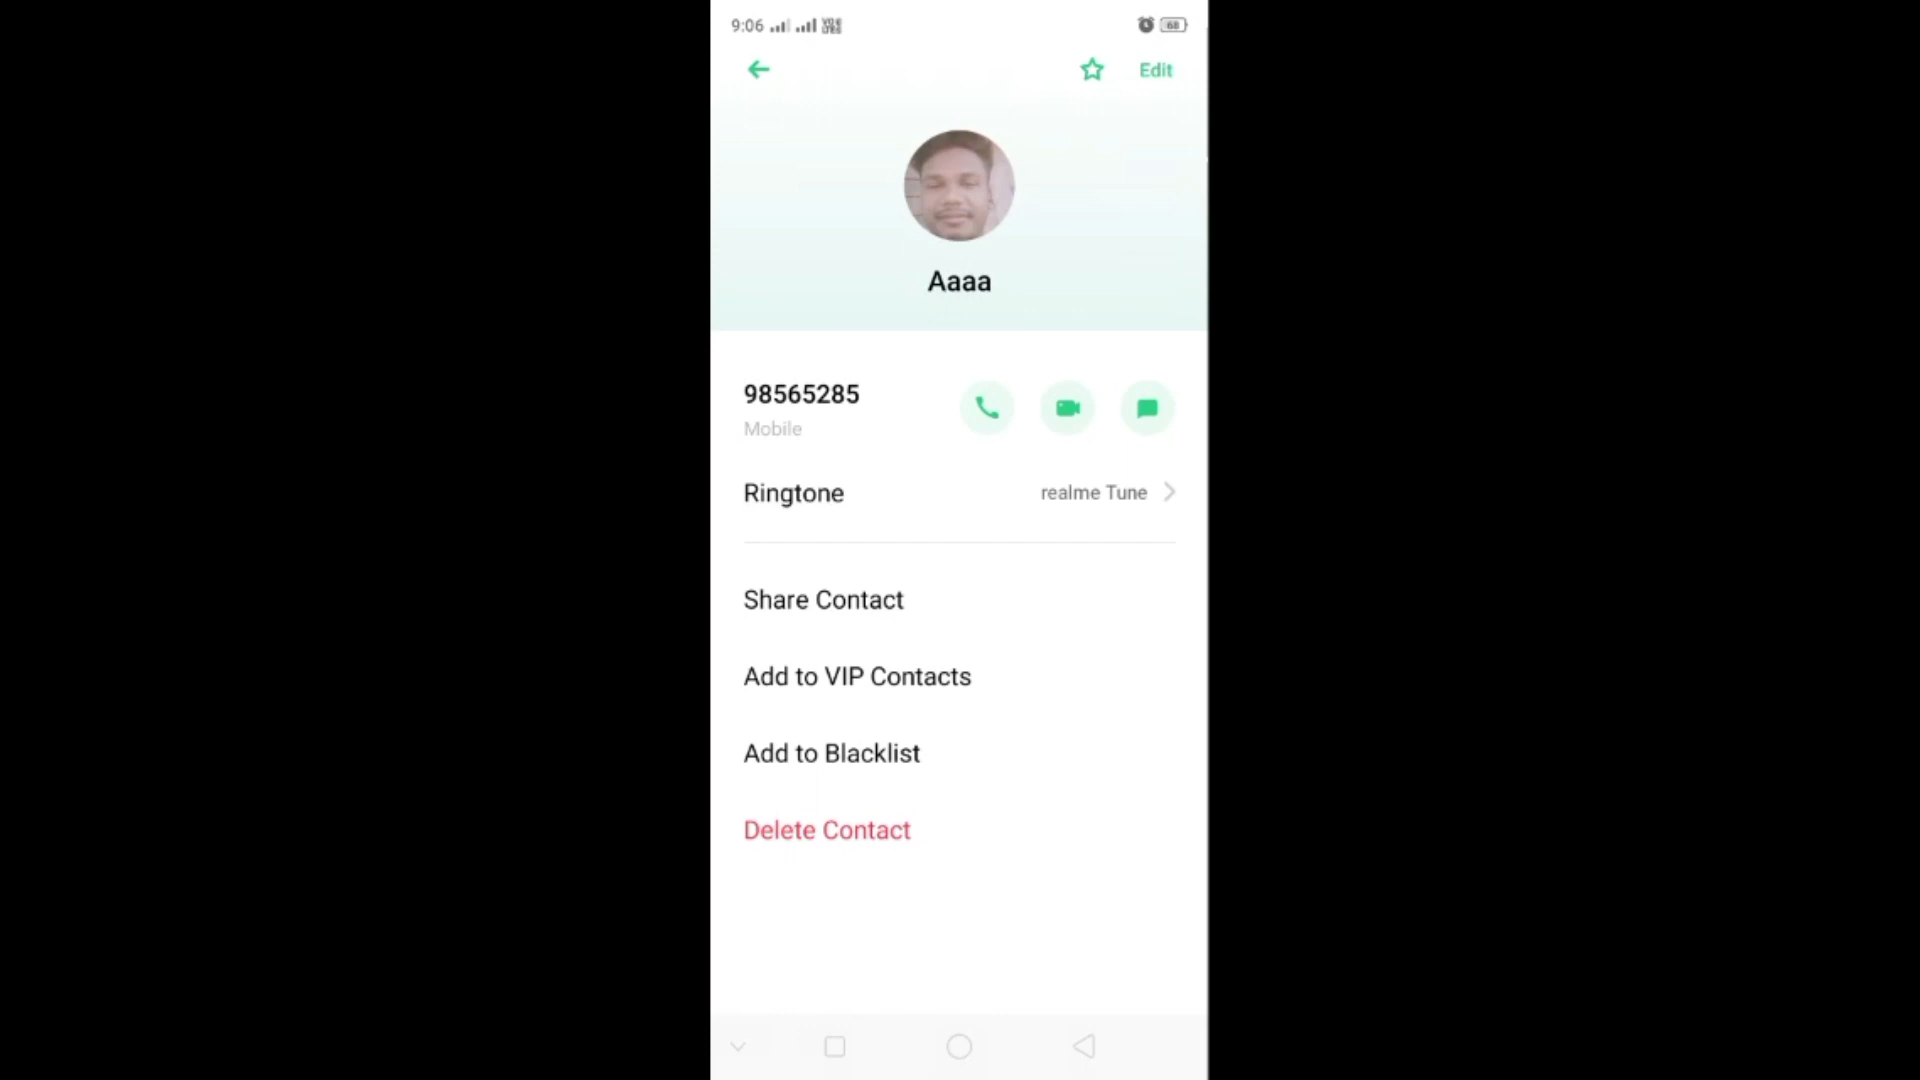 9:06 68
Edit
Aaaa
98565285
Mobile
Ringtone realme Tune
Share Contact
Add to VIP Contacts
Add to Blacklist
Delete Contact